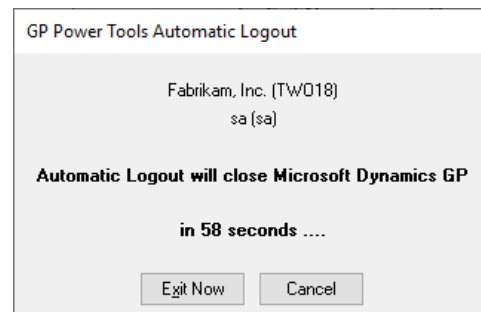 GP Power Tools Automatic Logout
Fabrikam, Inc. (TWO18)
sa (sa)
Automatic Logout will close Microsoft Dynamics GP
in 58 seconds ....
Exit Now
Cancel